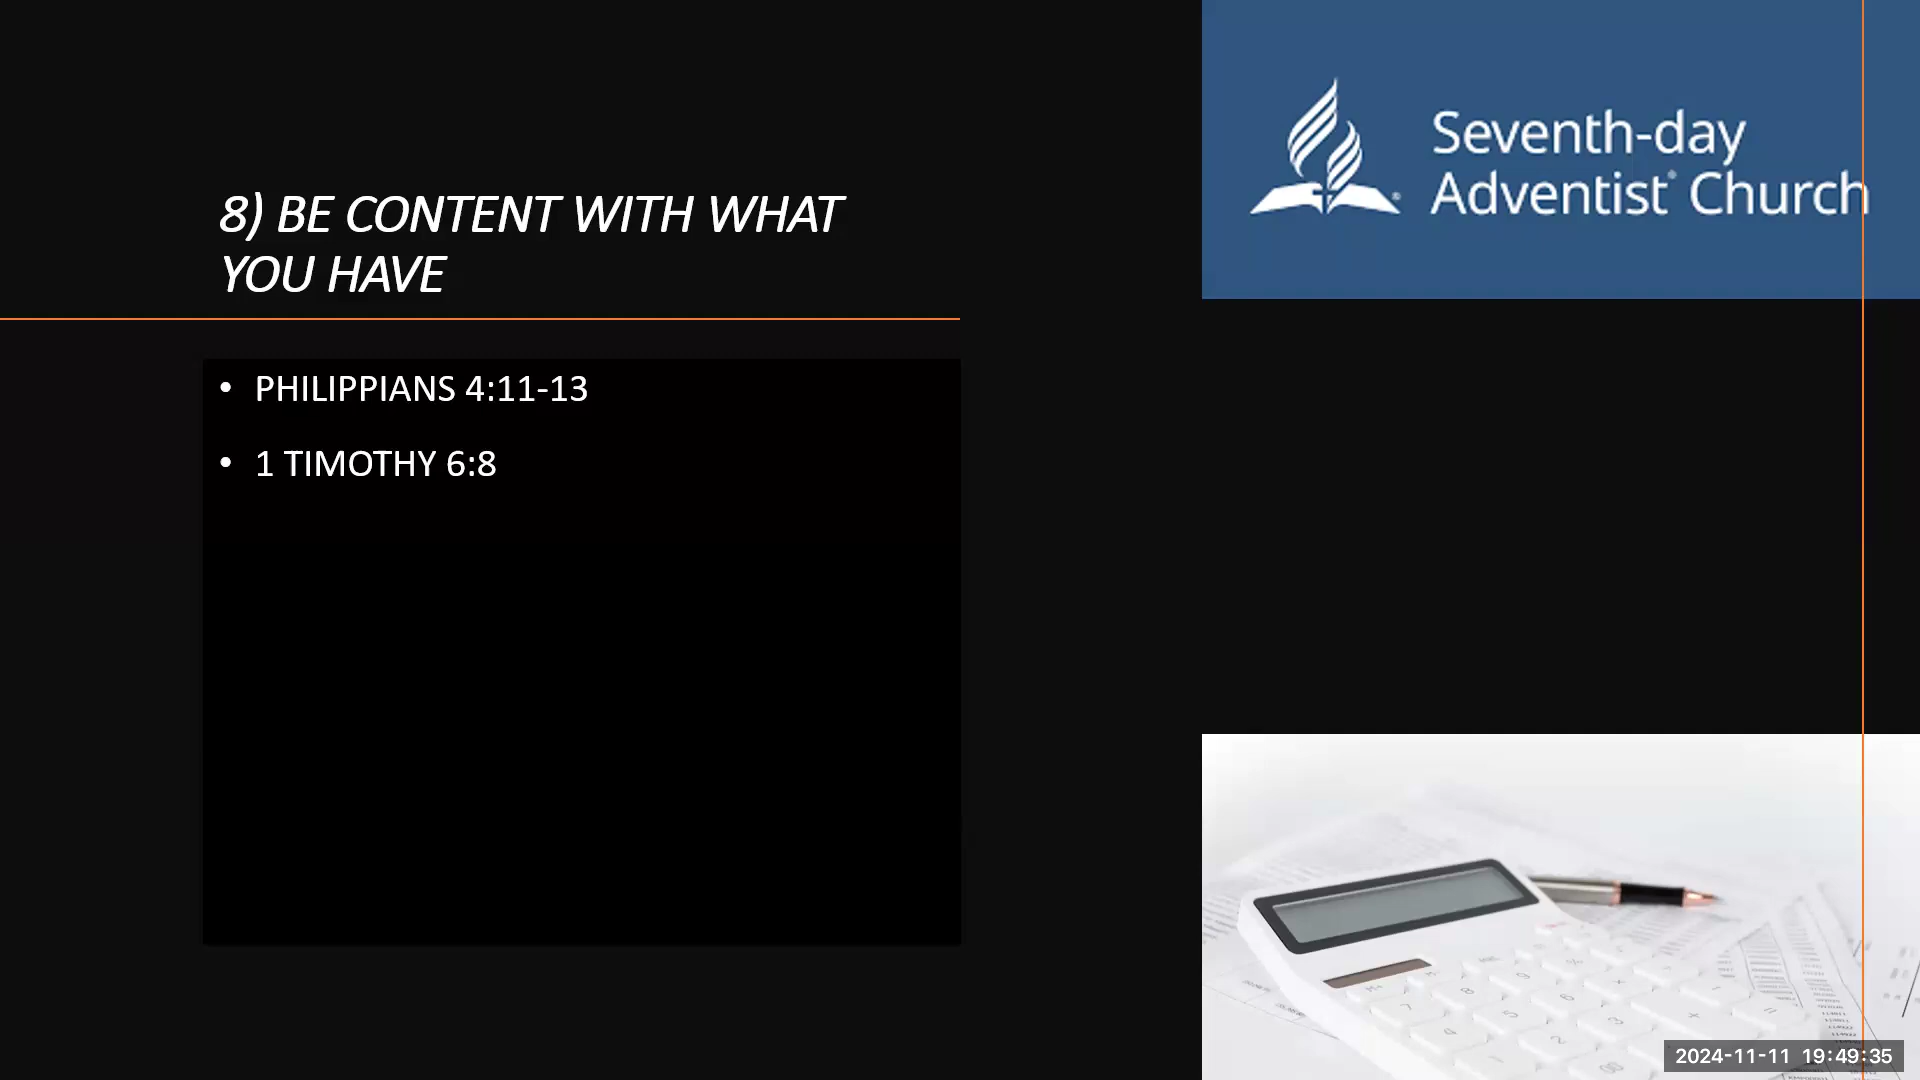 8) BE CONTENT WITH WHAT
YOU HAVE
• PHILIPPIANS 4:11-13
• 1 TIMOTHY 6:8
Seventh-day
Adventist® Church
2024-11-11 19:49:35